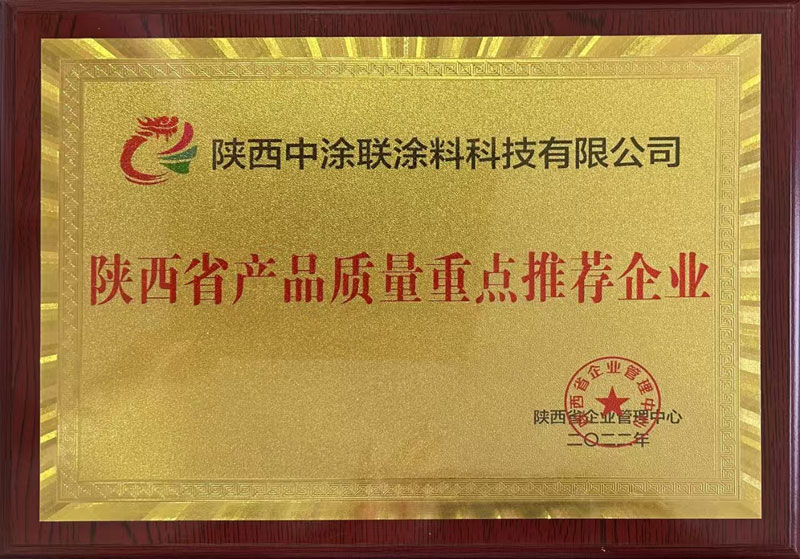 陕西中涂联涂料科技有限公司
陕西省产品质量重点推荐企业
陕西省企业管理中心
陕西省企业管理中心
二〇二二年